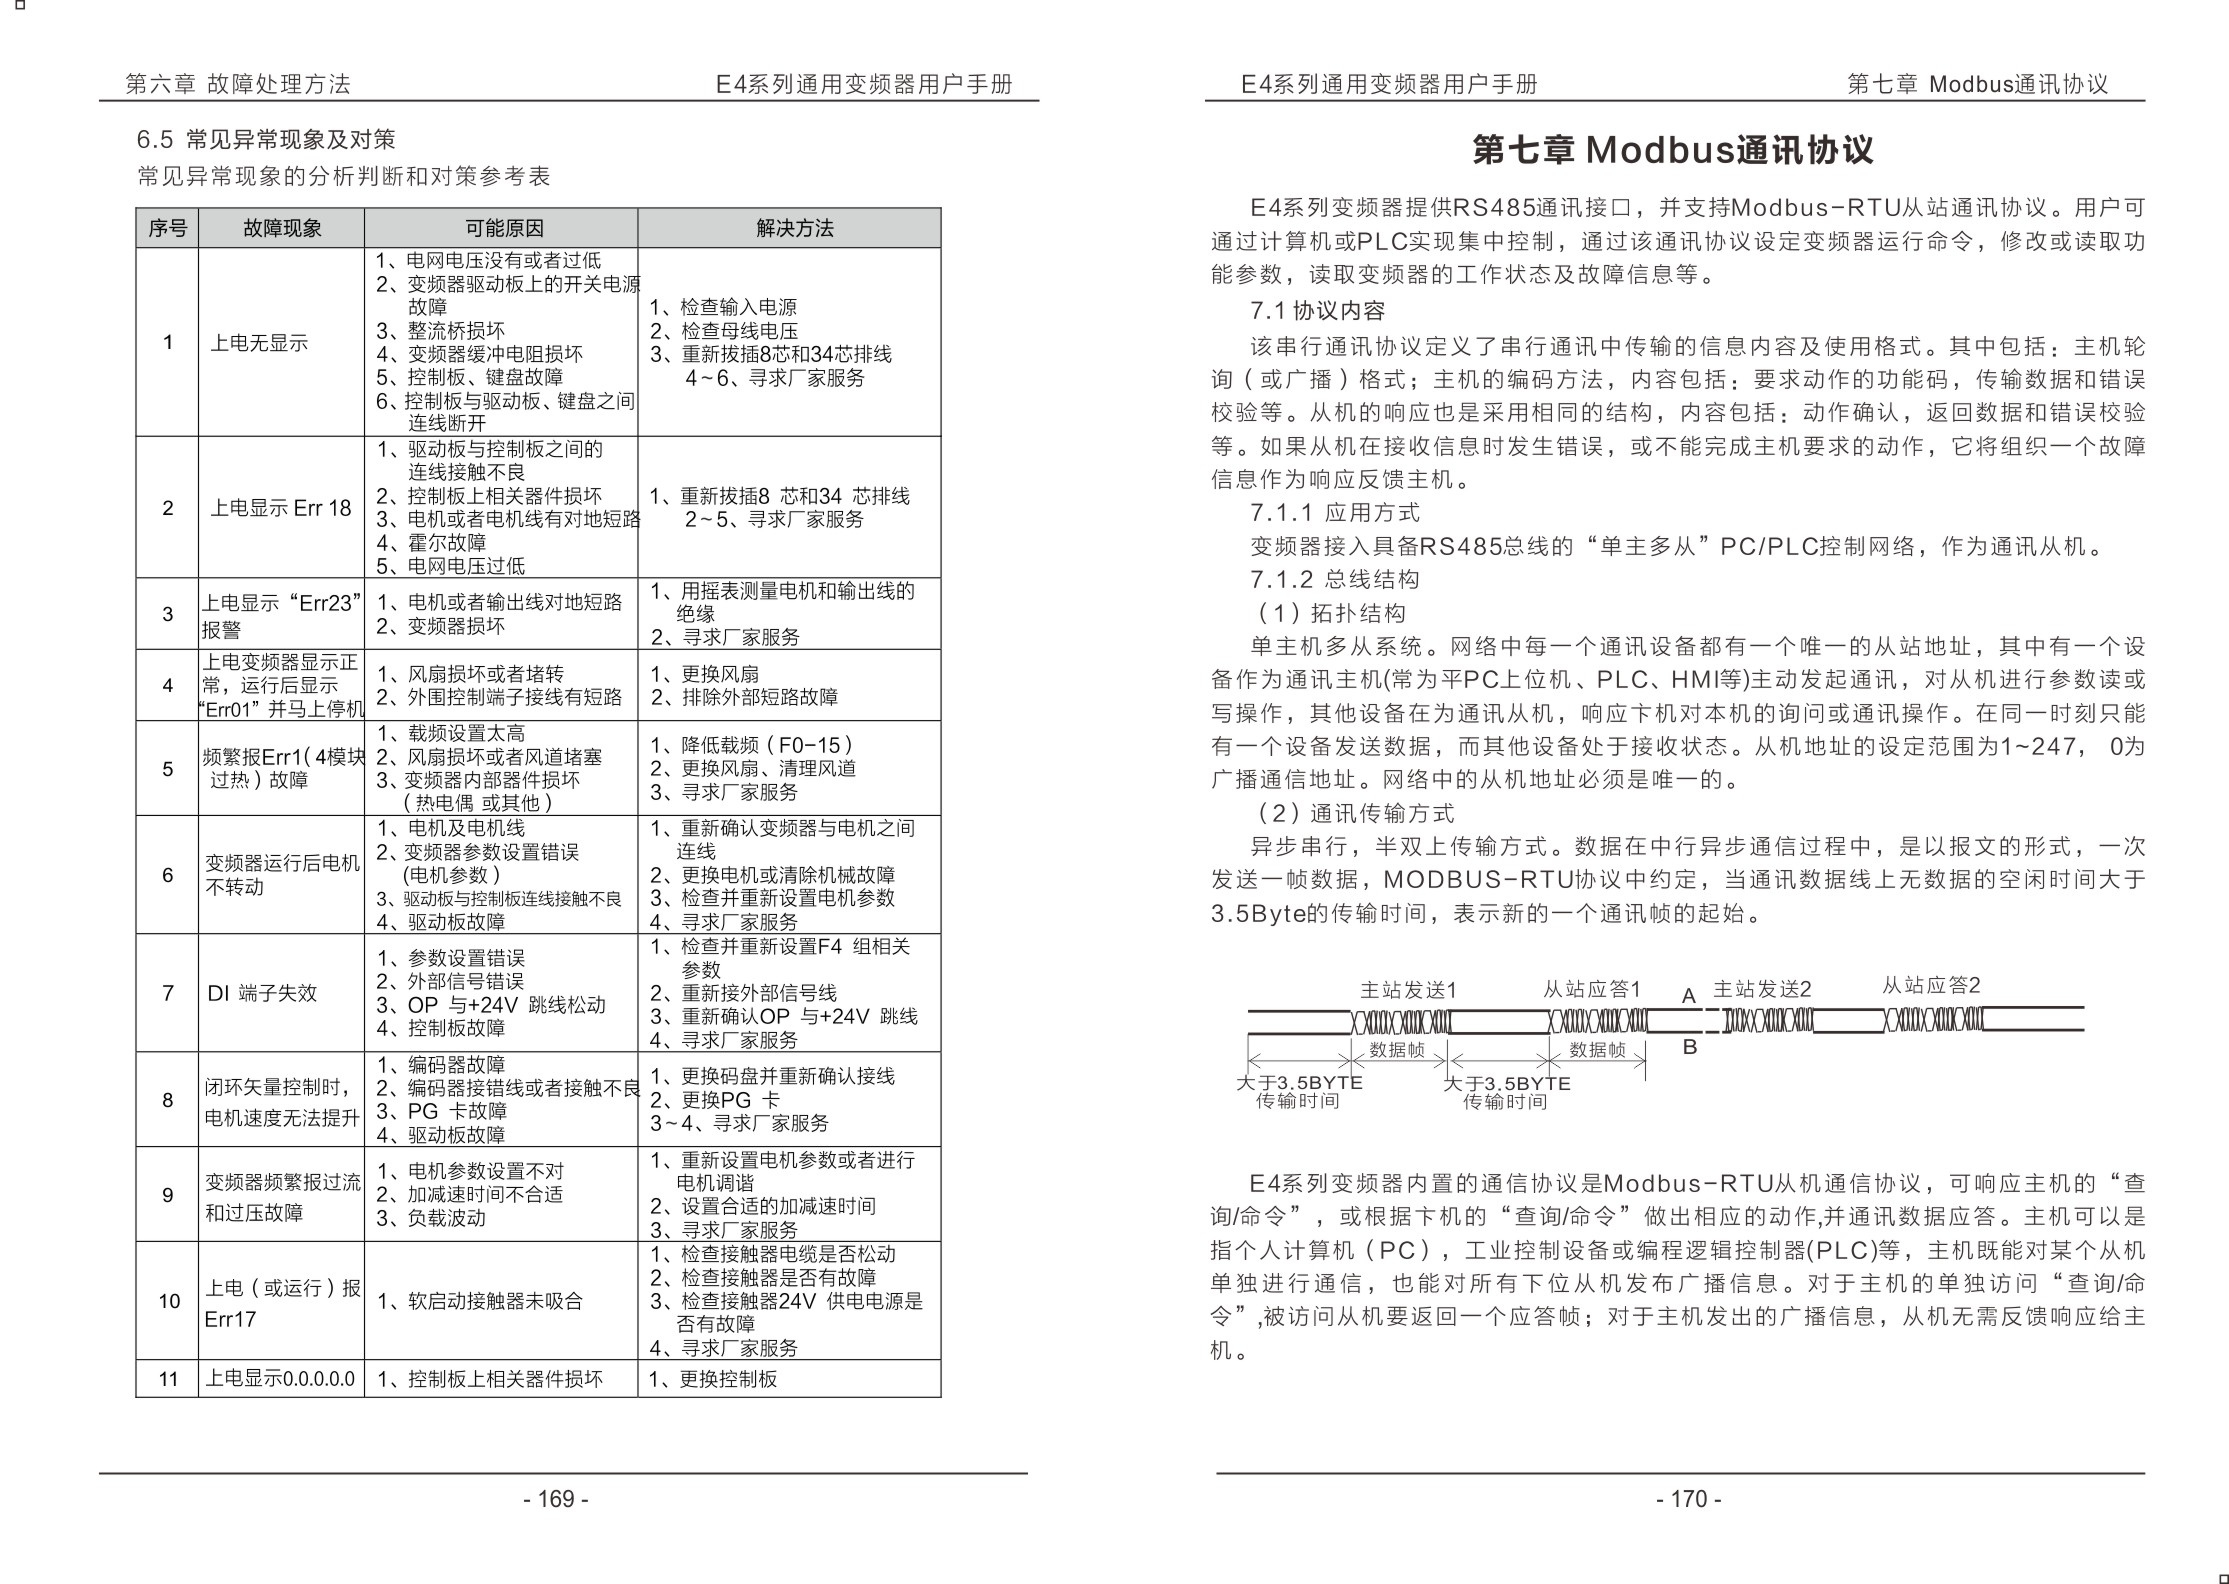 第六章 故障处理方法
E4系列通用变频器用户手册
6.5 常见异常现象及对策
常见异常现象的分析判断和对策参考表
序号
故障现象
可能原因
解决方法
1
上电无显示
1、电网电压没有或者过低
2、变频器驱动板上的开关电源
故障
3、整流桥损坏
4、变频器缓冲电阻损坏
5、控制板、键盘故障
6、控制板与驱动板、键盘之间
连线断开
1、检查输入电源
2、检查母线电压
3、重新拔插8芯和34芯排线
4~6、寻求厂家服务
2
上电显示 Err 18
1、驱动板与控制板之间的
连线接触不良
2、控制板上相关器件损坏
3、电机或者电机线有对地短路
4、霍尔故障
5、电网电压过低
1、重新拔插8 芯和34 芯排线
2~5、寻求厂家服务
3
上电显示“Err23”
报警
1、电机或者输出线对地短路
2、变频器损坏
1、用摇表测量电机和输出线的
绝缘
2、寻求厂家服务
4
上电变频器显示正
常，运行后显示
“Err01”并马上停机
1、风扇损坏或者堵转
2、外围控制端子接线有短路
1、更换风扇
2、排除外部短路故障
5
频繁报Err1(4模块
过热）故障
1、载频设置太高
2、风扇损坏或者风道堵塞
3、变频器内部器件损坏
（热电偶 或其他）
1、降低载频（F0-15）
2、更换风扇、清理风道
3、寻求厂家服务
6
变频器运行后电机
不转动
1、电机及电机线
2、变频器参数设置错误
(电机参数）
3、驱动板与控制板连线接触不良
4、驱动板故障
1、重新确认变频器与电机之间
连线
2、更换电机或清除机械故障
3、检查并重新设置电机参数
4、寻求厂家服务
7
DI 端子失效
1、参数设置错误
2、外部信号错误
3、OP 与+24V 跳线松动
4、控制板故障
1、检查并重新设置F4 组相关
参数
2、重新接外部信号线
3、重新确认OP 与+24V 跳线
4、寻求厂家服务
8
闭环矢量控制时，
电机速度无法提升
1、编码器故障
2、编码器接错线或者接触不良
3、PG 卡故障
4、驱动板故障
1、更换码盘并重新确认接线
2、更换PG 卡
3~4、寻求厂家服务
9
变频器频繁报过流
和过压故障
1、电机参数设置不对
2、加减速时间不合适
3、负载波动
1、重新设置电机参数或者进行
电机调谐
2、设置合适的加减速时间
3、寻求厂家服务
10
上电（或运行）报
Err17
1、软启动接触器未吸合
1、检查接触器电缆是否松动
2、检查接触器是否有故障
3、检查接触器24V 供电电源是
否有故障
4、寻求厂家服务
11
上电显示0.0.0.0.0
1、控制板上相关器件损坏
1、更换控制板
- 169 -
E4系列通用变频器用户手册
第七章 Modbus通讯协议
第七章 Modbus通讯协议
E4系列变频器提供RS485通讯接口，并支持Modbus-RTU从站通讯协议。用户可
通过计算机或PLC实现集中控制，通过该通讯协议设定变频器运行命令，修改或读取功
能参数，读取变频器的工作状态及故障信息等。
7.1 协议内容
该串行通讯协议定义了串行通讯中传输的信息内容及使用格式。其中包括：主机轮
询（或广播）格式；主机的编码方法，内容包括：要求动作的功能码，传输数据和错误
校验等。从机的响应也是采用相同的结构，内容包括：动作确认，返回数据和错误校验
等。如果从机在接收信息时发生错误，或不能完成主机要求的动作，它将组织一个故障
信息作为响应反馈主机。
7.1.1 应用方式
变频器接入具备RS485总线的“单主多从”PC/PLC控制网络，作为通讯从机。
7.1.2 总线结构
（1）拓扑结构
单主机多从系统。网络中每一个通讯设备都有一个唯一的从站地址，其中有一个设
备作为通讯主机(常为平PC上位机、PLC、HMI等)主动发起通讯，对从机进行参数读或
写操作，其他设备在为通讯从机，响应卞机对本机的询问或通讯操作。在同一时刻只能
有一个设备发送数据，而其他设备处于接收状态。从机地址的设定范围为1~247， 0为
广播通信地址。网络中的从机地址必须是唯一的。
（2）通讯传输方式
异步串行，半双上传输方式。数据在中行异步通信过程中，是以报文的形式，一次
发送一帧数据，MODBUS-RTU协议中约定，当通讯数据线上无数据的空闲时间大于
3.5Byte的传输时间，表示新的一个通讯帧的起始。
主站发送1
从站应答1
A
主站发送2
从站应答2
数据帧
数据帧
B
大于3.5BYTE
传输时间
大于3.5BYTE
传输时间
E4系列变频器内置的通信协议是Modbus-RTU从机通信协议，可响应主机的“查
询/命令”，或根据卞机的“查询/命令”做出相应的动作,并通讯数据应答。主机可以是
指个人计算机（PC），工业控制设备或编程逻辑控制器(PLC)等，主机既能对某个从机
单独进行通信，也能对所有下位从机发布广播信息。对于主机的单独访问“查询/命
令”,被访问从机要返回一个应答帧；对于主机发出的广播信息，从机无需反馈响应给主
机。
- 170 -